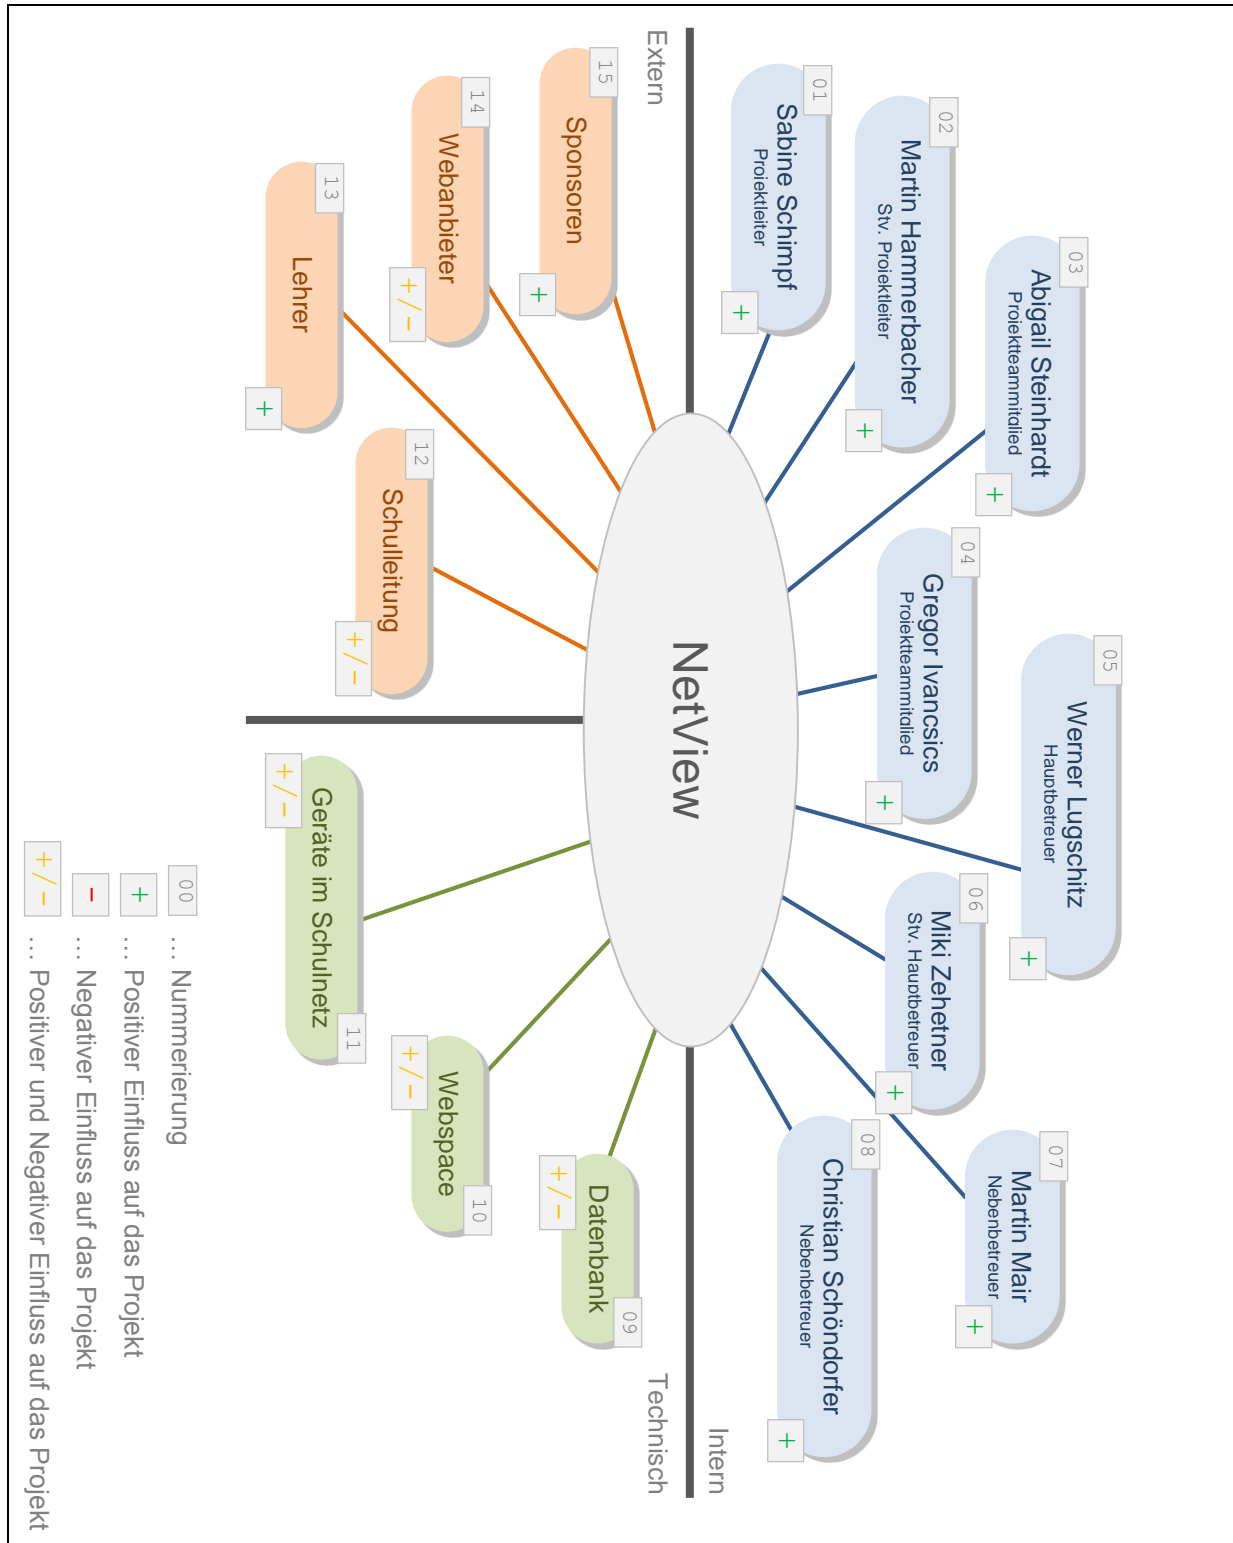 Intern
01
Sabine Schimpf
Projektleiter
+
02
Martin Hammerbacher
Stv. Projektleiter
+
03
Abigail Steinhardt
Projektteammitglied
+
04
Gregor Ivancsics
Projektteammitglied
+
05
Werner Lugschitz
Hauptbetreuer
+
06
Miki Zehetner
Stv. Hauptbetreuer
+
07
Martin Mair
Nebenbetreuer
+
08
Christian Schöndorfer
Nebenbetreuer
+
NetView
Extern
15
Sponsoren
+
14
Webanbieter
+/-
13
Lehrer
+
12
Schulleitung
+/-
Technisch
09
Datenbank
+/-
10
Webspace
+/-
11
Geräte im Schulnetz
+/-
00 ... Nummerierung
+ ... Positiver Einfluss auf das Projekt
- ... Negativer Einfluss auf das Projekt
+/- ... Positiver und Negativer Einfluss auf das Projekt